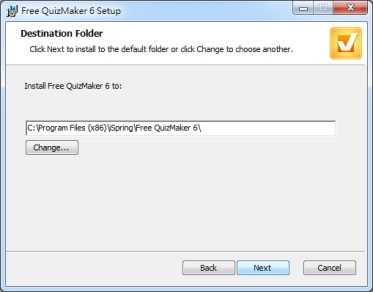 Free QuizMaker 6 Setup
Destination Folder
Click Next to install to the default folder or click Change to choose another.
Install Free QuizMaker 6 to:
C:\Program Files (x86)\iSpring\Free QuizMaker 6\
Change...
Back Next Cancel